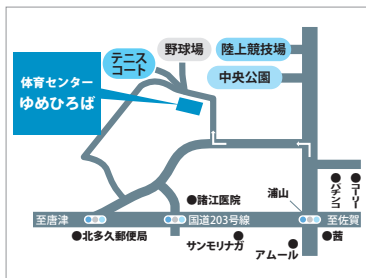 テニス
コート
野球場
陸上競技場
中央公園
体育センター
ゆめひろば
パチンコ
コーリー
諸江医院
浦山
至唐津
国道203号線
至佐賀
北多久郵便局
サンモリナガ
アムール
茜